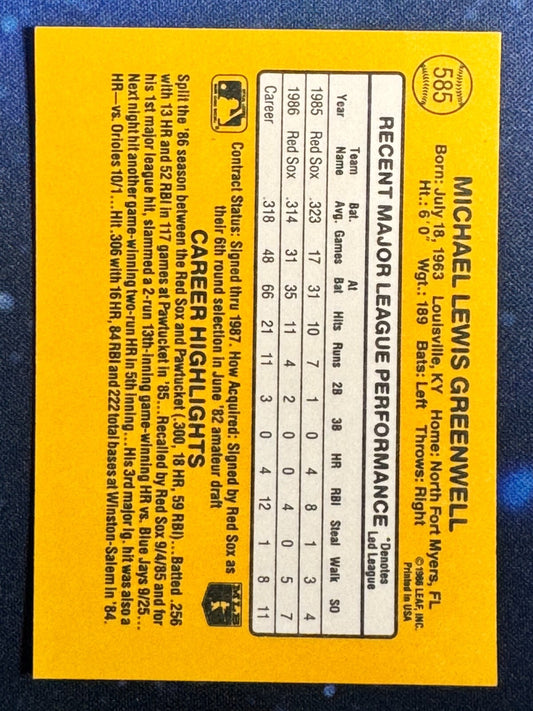 585
MICHAEL LEWIS GREENWELL
Born: July 18, 1963 Louisville, KY Home: North Fort Myers, FL
Ht.: 6'0" Wgt.: 189 Bats: Left Throws: Right
© 1986 LEAF, INC.
Printed in USA
RECENT MAJOR LEAGUE PERFORMANCE *Denotes Led League
Year Team Name Bat. Avg. Games At Bat Hits Runs 2B 3B HR RBI Steal Walk SO
1985 Red Sox .323 17 31 10 7 1 0 4 8 1 3 4
1986 Red Sox .314 31 35 11 4 2 0 0 4 0 5 7
Career .318 48 66 21 11 3 0 4 12 1 8 11
Contract Status: Signed thru 1987. How Acquired: Signed by Red Sox as
their 6th round selection in June '82 amateur draft
CAREER HIGHLIGHTS
MLB
Split the '86 season between the Red Sox and Pawtucket (.300, 18 HR, 59 RBI)...Batted .256
with 13 HR and 52 RBI in 117 games at Pawtucket in '85...Recalled by Red Sox 9/4/85 and for
his 1st major league hit, slammed a 2-run 13th-inning game-winning HR vs. Blue Jays 9/25...
Next night hit another game-winning two-run HR in 5th inning...His 3rd major lg. hit was also a
HR—vs. Orioles 10/1...Hit .306 with 16 HR, 84 RBI and 222 total bases at Winston-Salem in '84.